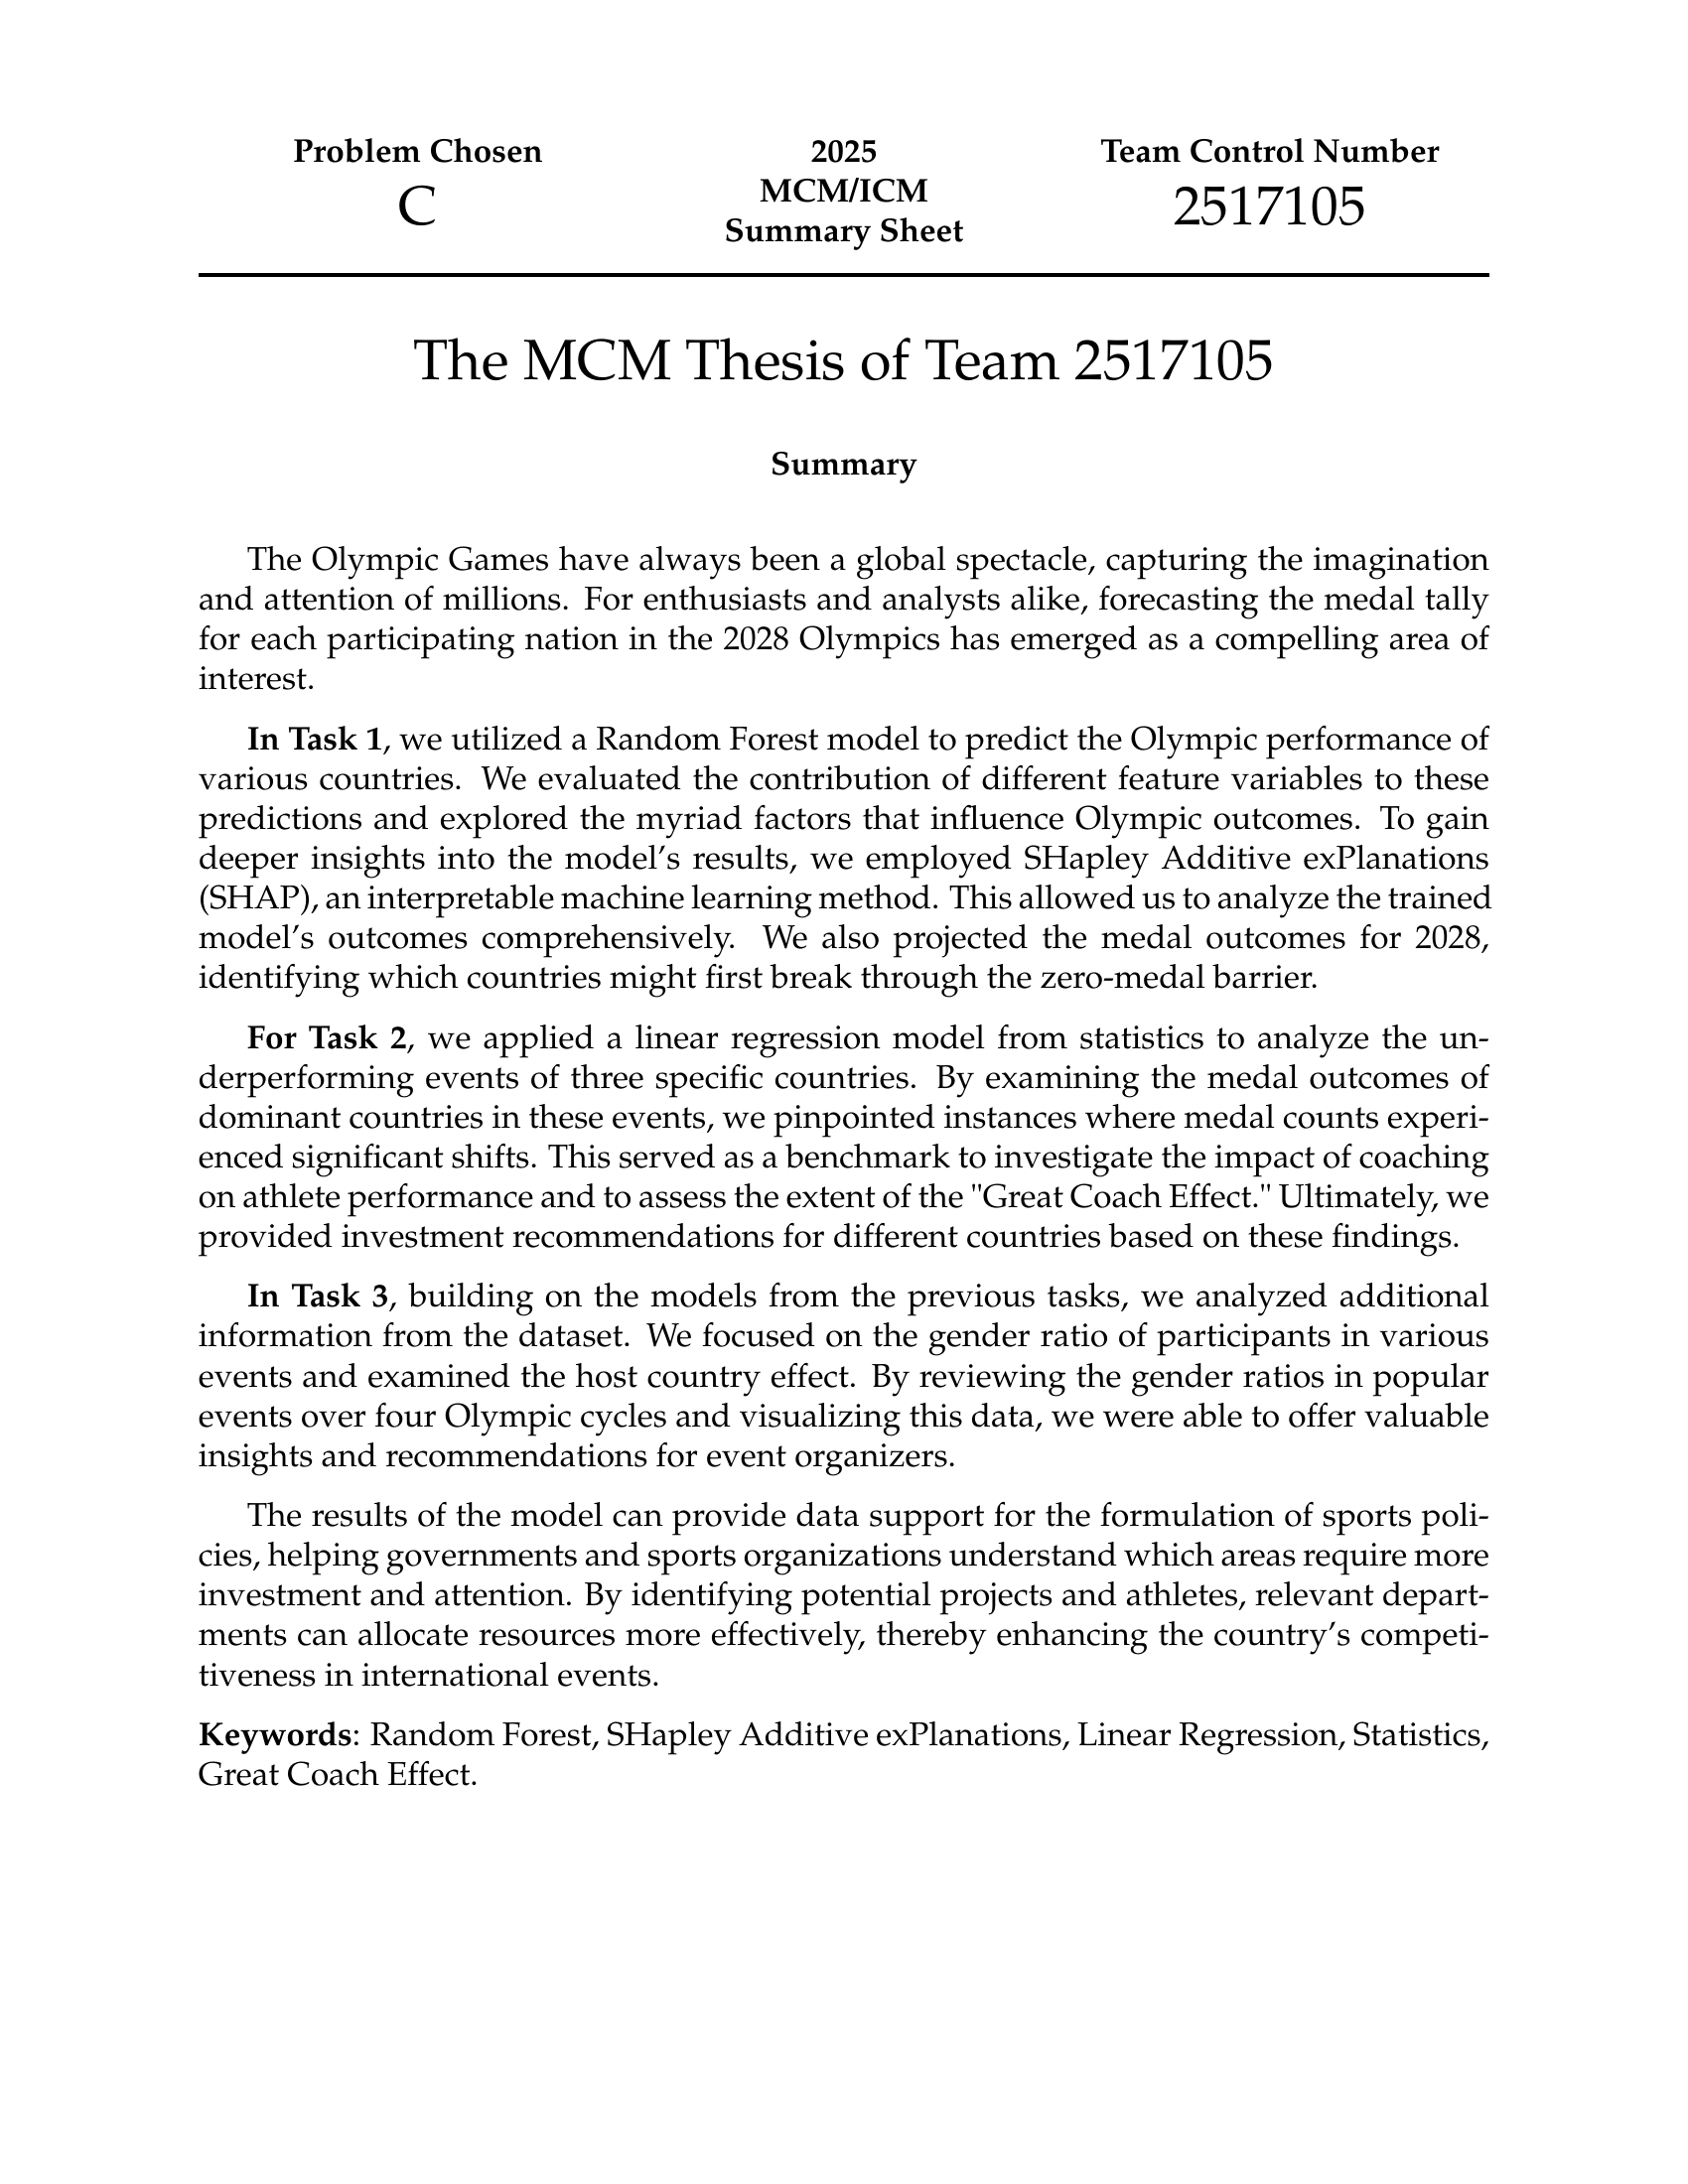 Problem Chosen
C
2025
MCM/ICM
Summary Sheet
Team Control Number
2517105
The MCM Thesis of Team 2517105
Summary
The Olympic Games have always been a global spectacle, capturing the imagination
and attention of millions. For enthusiasts and analysts alike, forecasting the medal tally
for each participating nation in the 2028 Olympics has emerged as a compelling area of
interest.
In Task 1, we utilized a Random Forest model to predict the Olympic performance of
various countries. We evaluated the contribution of different feature variables to these
predictions and explored the myriad factors that influence Olympic outcomes. To gain
deeper insights into the model's results, we employed SHapley Additive exPlanations
(SHAP), an interpretable machine learning method. This allowed us to analyze the trained
model's outcomes comprehensively. We also projected the medal outcomes for 2028,
identifying which countries might first break through the zero-medal barrier.
For Task 2, we applied a linear regression model from statistics to analyze the un-
derperforming events of three specific countries. By examining the medal outcomes of
dominant countries in these events, we pinpointed instances where medal counts experi-
enced significant shifts. This served as a benchmark to investigate the impact of coaching
on athlete performance and to assess the extent of the "Great Coach Effect." Ultimately, we
provided investment recommendations for different countries based on these findings.
In Task 3, building on the models from the previous tasks, we analyzed additional
information from the dataset. We focused on the gender ratio of participants in various
events and examined the host country effect. By reviewing the gender ratios in popular
events over four Olympic cycles and visualizing this data, we were able to offer valuable
insights and recommendations for event organizers.
The results of the model can provide data support for the formulation of sports poli-
cies, helping governments and sports organizations understand which areas require more
investment and attention. By identifying potential projects and athletes, relevant depart-
ments can allocate resources more effectively, thereby enhancing the country's competi-
tiveness in international events.
Keywords: Random Forest, SHapley Additive exPlanations, Linear Regression, Statistics,
Great Coach Effect.